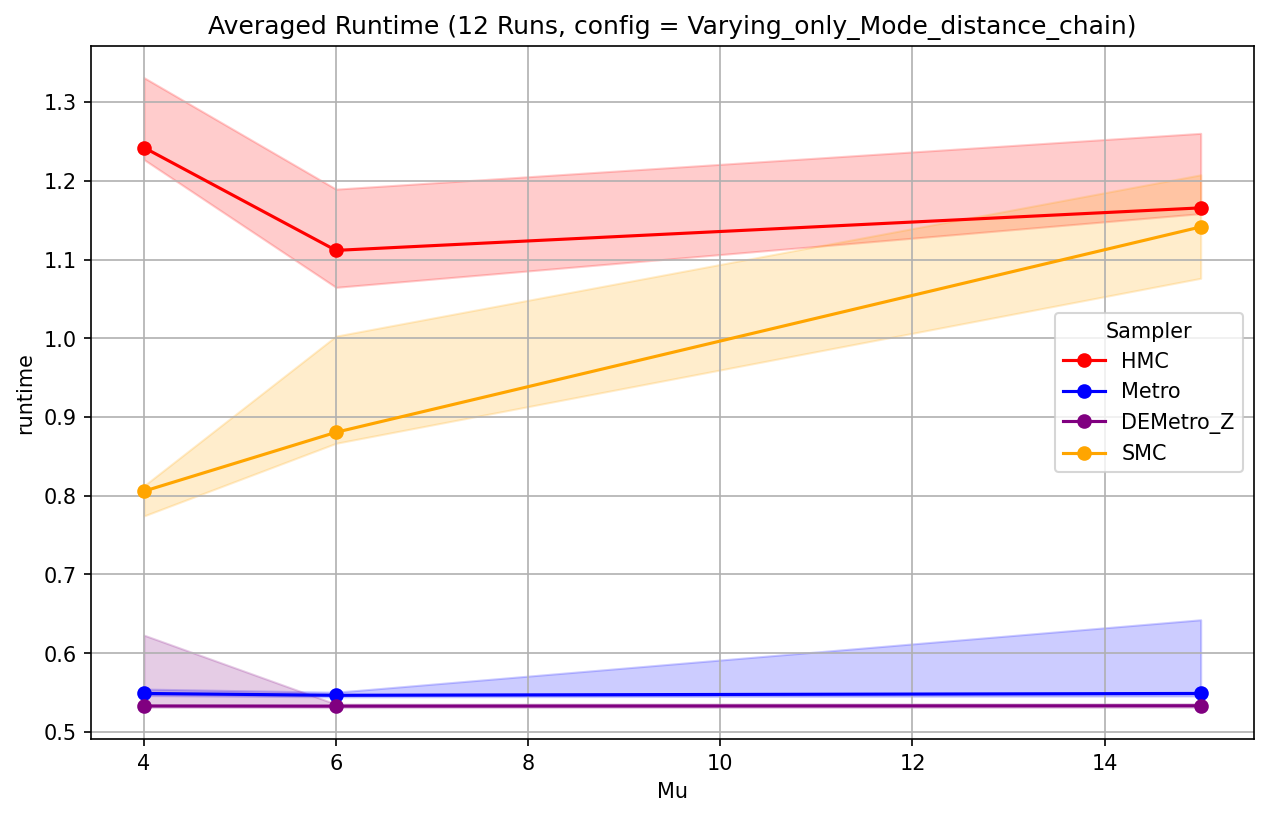 Averaged Runtime (12 Runs, config = Varying_only_Mode_distance_chain)
1.3
1.2
1.1
1.0
0.9
0.8
0.7
0.6
0.5
runtime
Sampler
HMC
Metro
DEMetro_Z
SMC
4
6
8
10
12
14
Mu